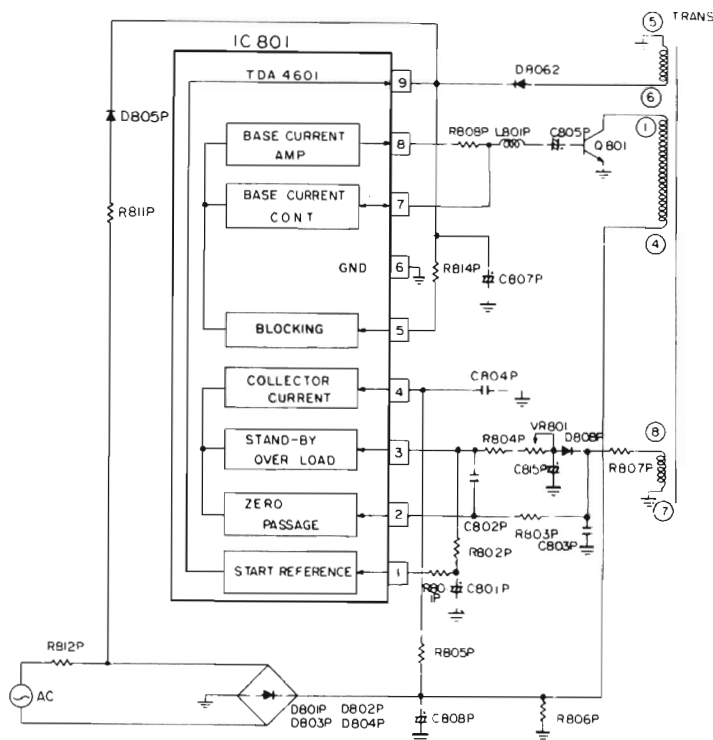 5
TRANS
IC 801
TDA 4601
9
D8062
6
D805P
1
BASE CURRENT
AMP
8
R808P
L801P
C805P
Q801
BASE CURRENT
CONT
7
R811P
4
GND
6
R814P
C807P
BLOCKING
5
COLLECTOR
CURRENT
4
C804P
VR801
8
STAND-BY
OVER LOAD
3
R804P
D808P
C815P
R807P
ZERO
PASSAGE
2
C802P
R803P
C803P
7
R802P
START REFERENCE
1
R80
1P
C801P
R812P
R805P
AC
D801P D802P
D803P D804P
C808P
R806P